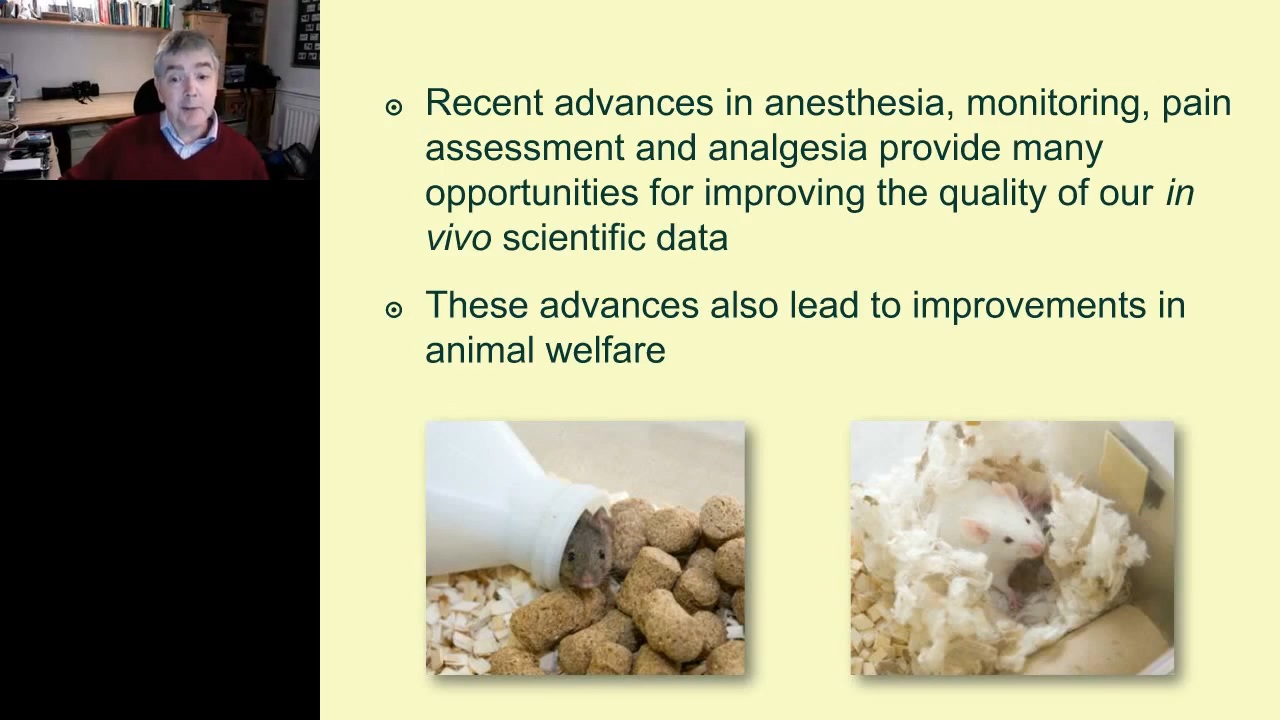 Recent advances in anesthesia, monitoring, pain
assessment and analgesia provide many
opportunities for improving the quality of our in
vivo scientific data
These advances also lead to improvements in
animal welfare